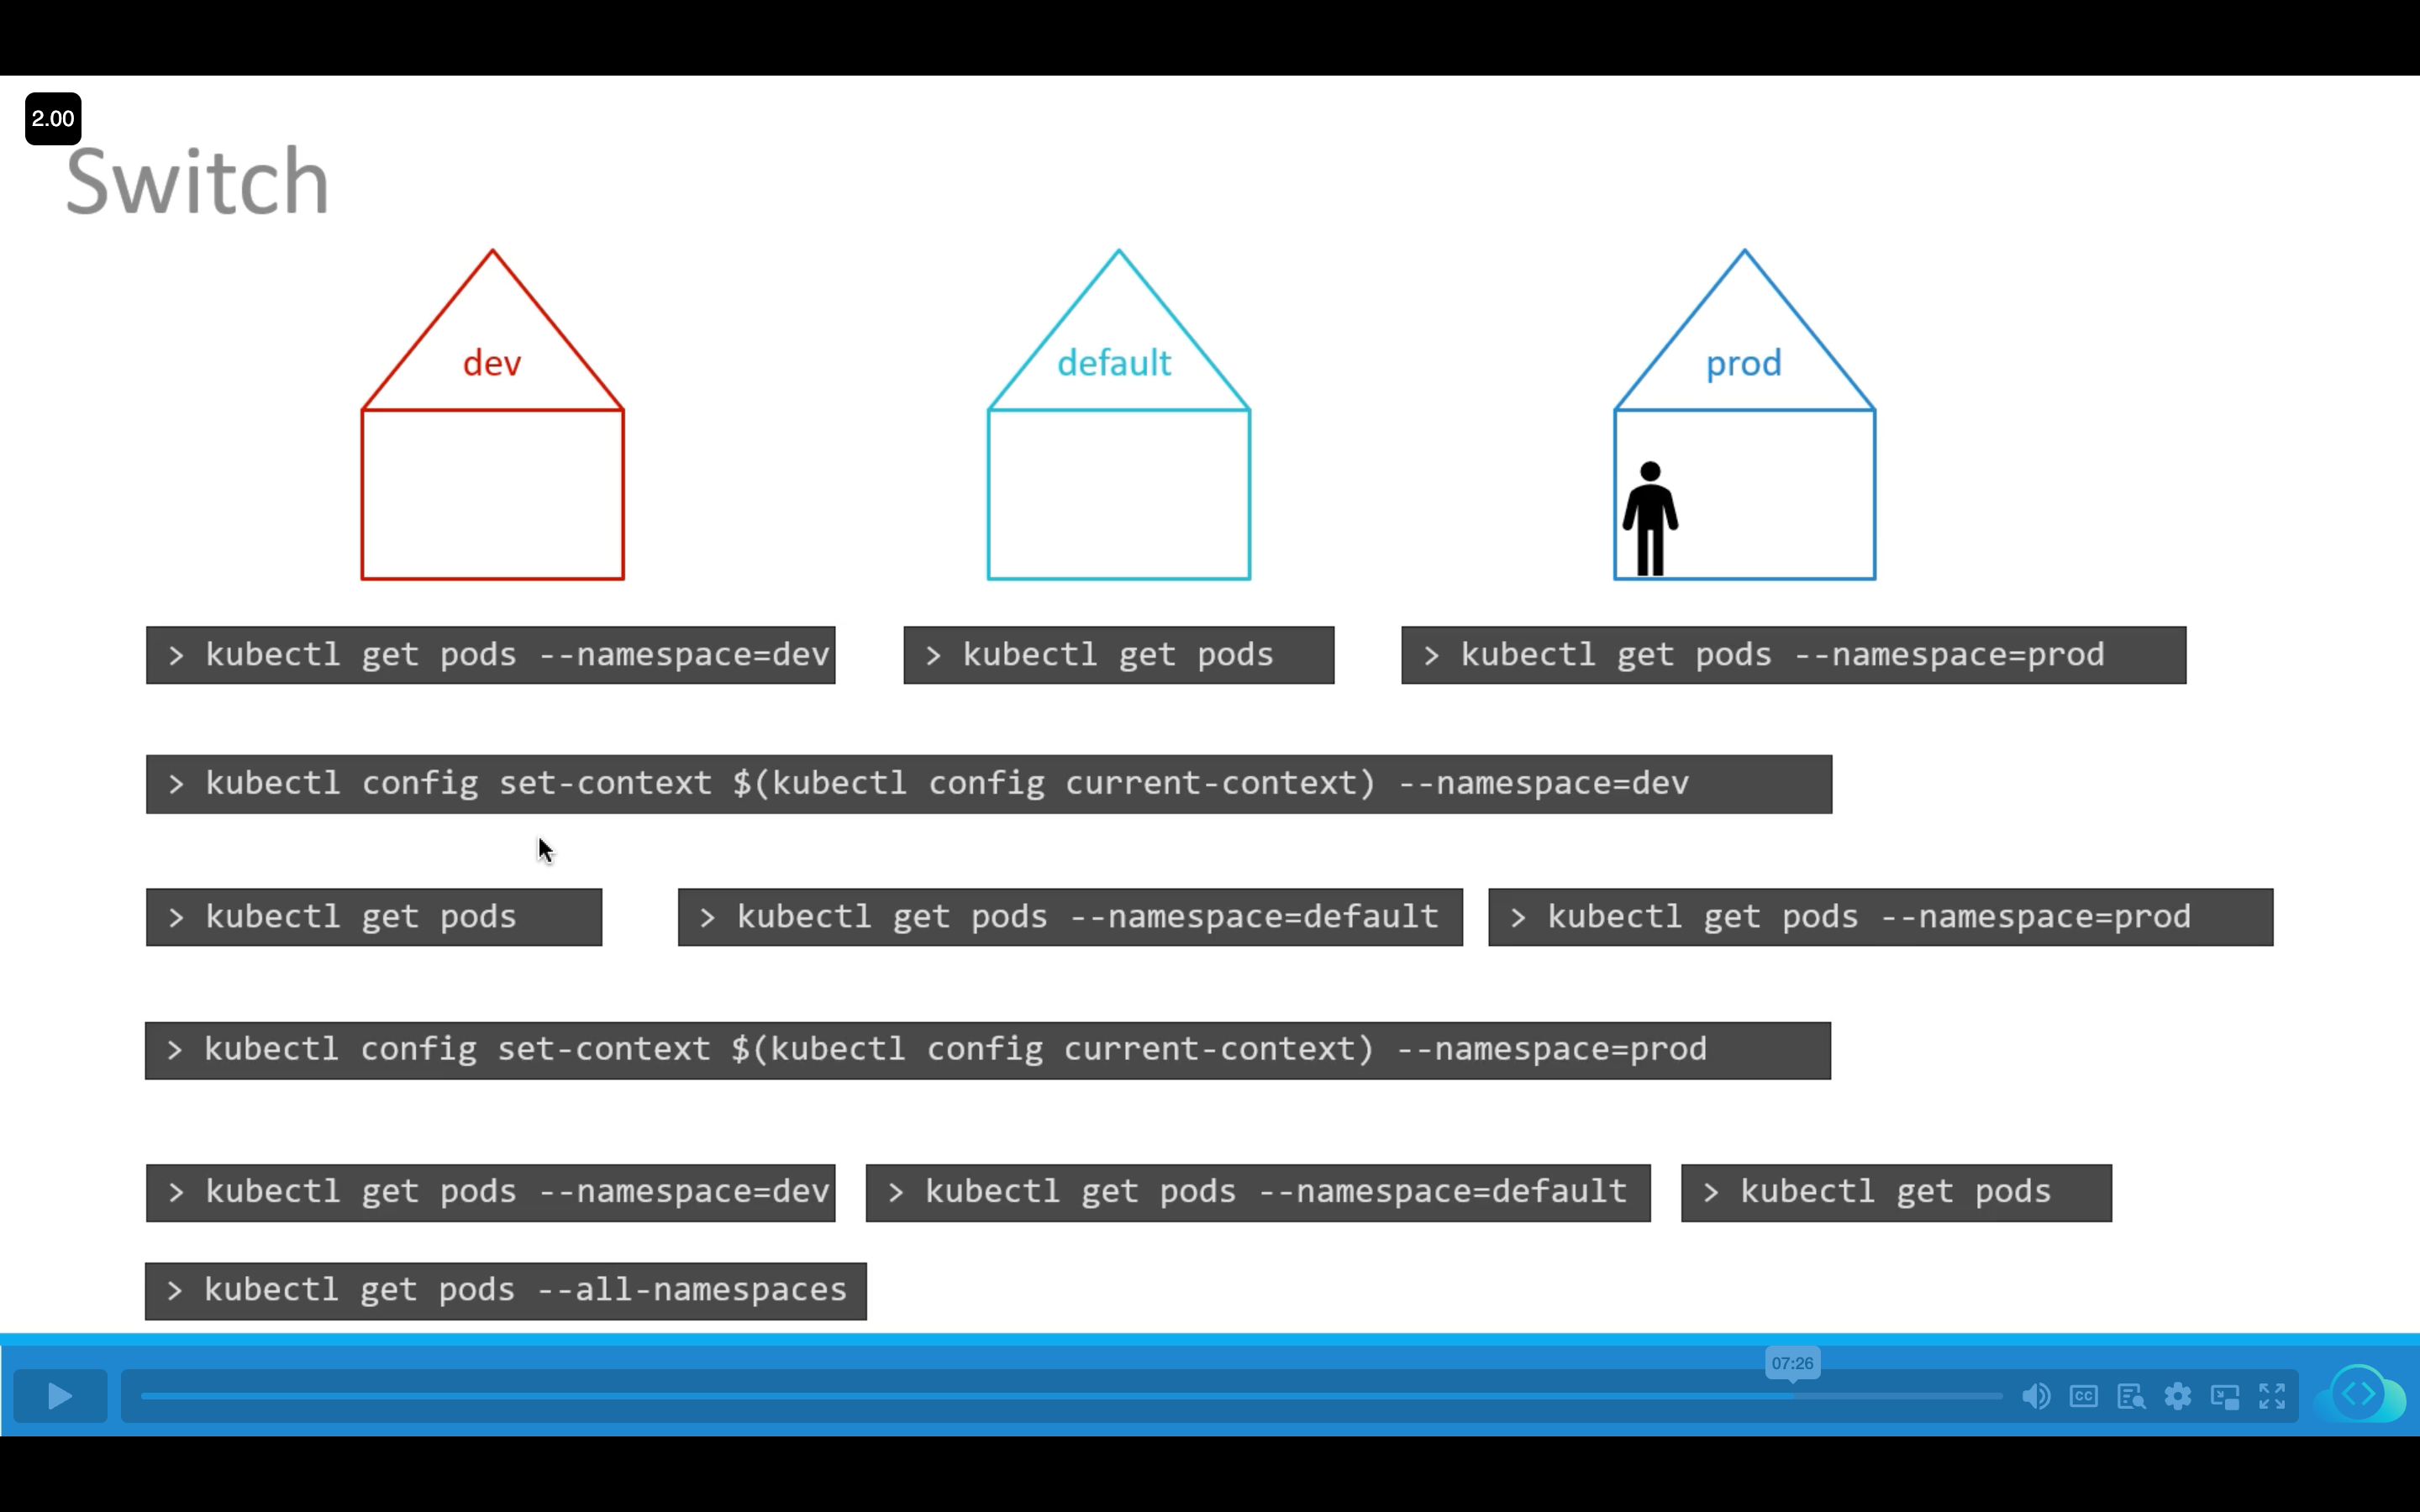 2.00
Switch
dev
default
prod
> kubectl get pods --namespace=dev
> kubectl get pods
> kubectl get pods --namespace=prod
> kubectl config set-context $(kubectl config current-context) --namespace=dev
> kubectl get pods
> kubectl get pods --namespace=default
> kubectl get pods --namespace=prod
> kubectl config set-context $(kubectl config current-context) --namespace=prod
> kubectl get pods --namespace=dev
> kubectl get pods --namespace=default
> kubectl get pods
> kubectl get pods --all-namespaces
07:26
CC